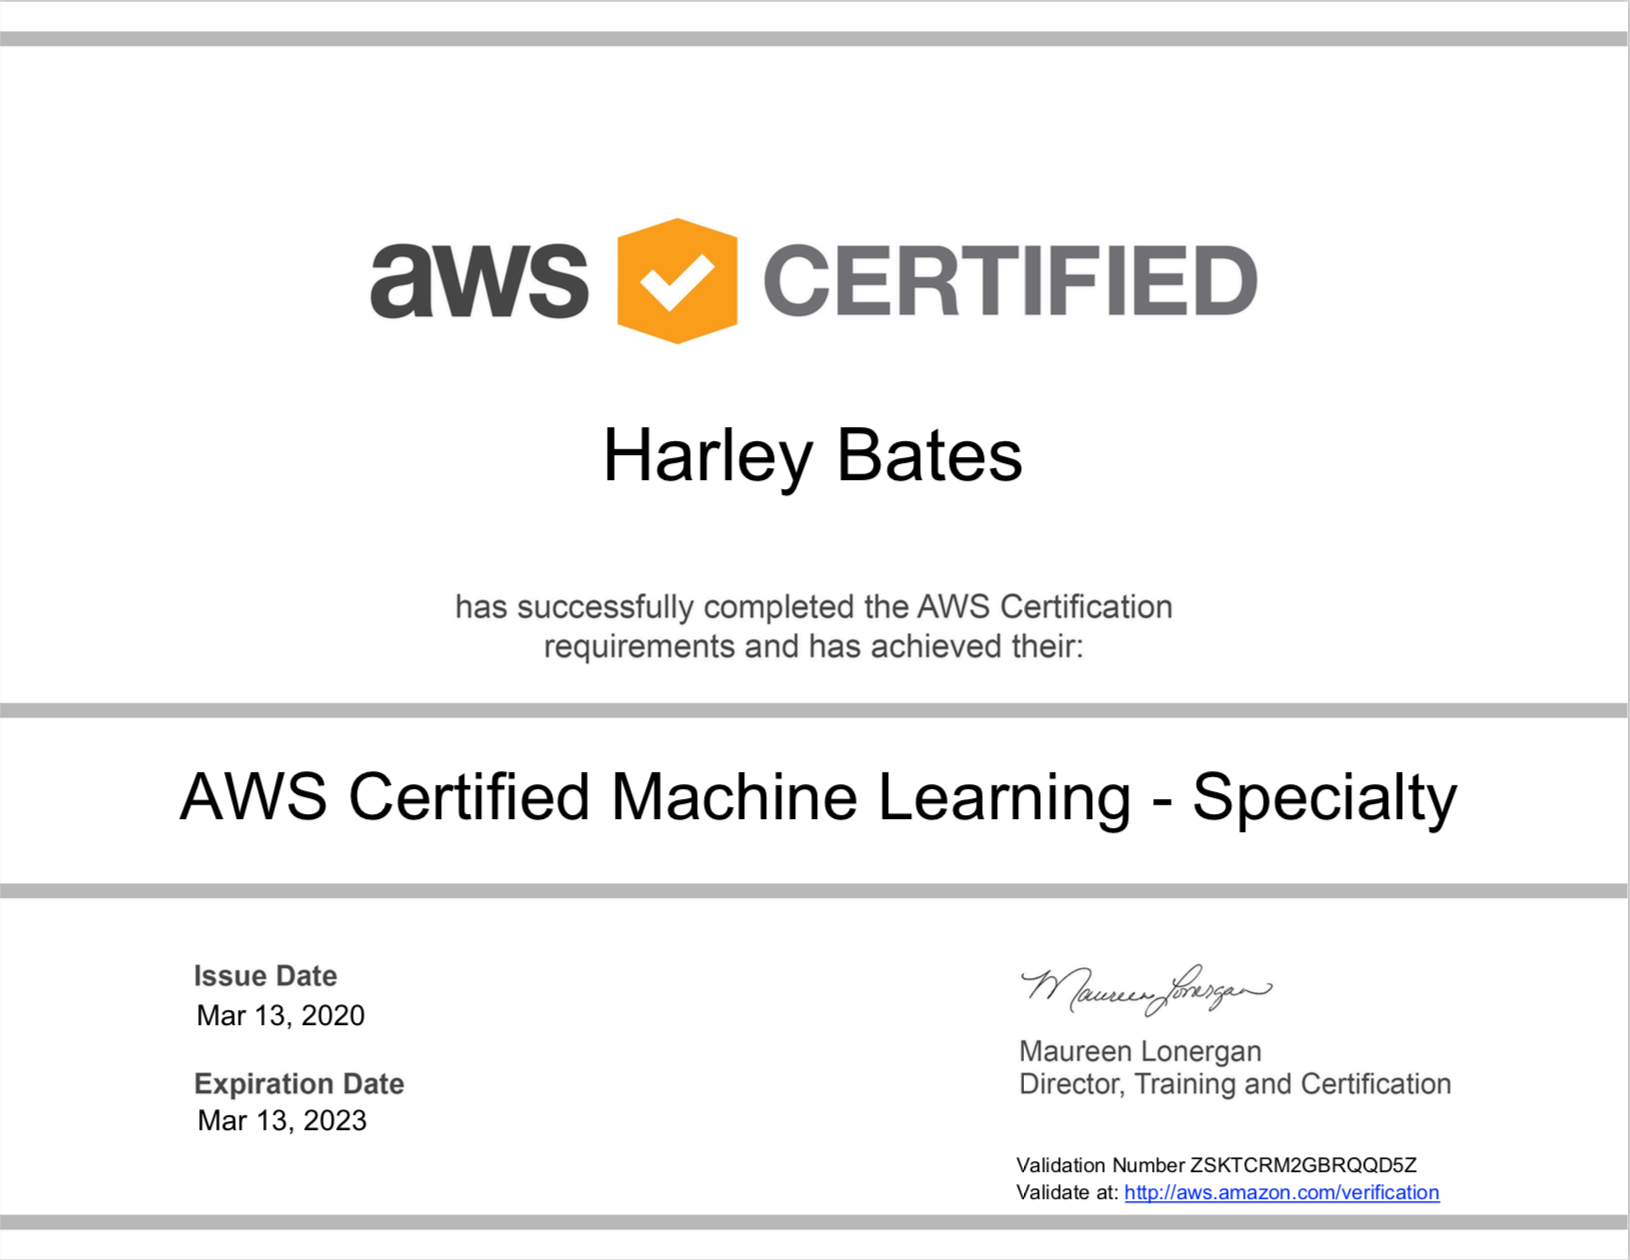 aws CERTIFIED
Harley Bates
has successfully completed the AWS Certification
requirements and has achieved their:
AWS Certified Machine Learning - Specialty
Issue Date
Mar 13, 2020
Expiration Date
Mar 13, 2023
Maureen Lonergan
Maureen Lonergan
Director, Training and Certification
Validation Number ZSKTCRM2GBRQQD5Z
Validate at: http://aws.amazon.com/verification